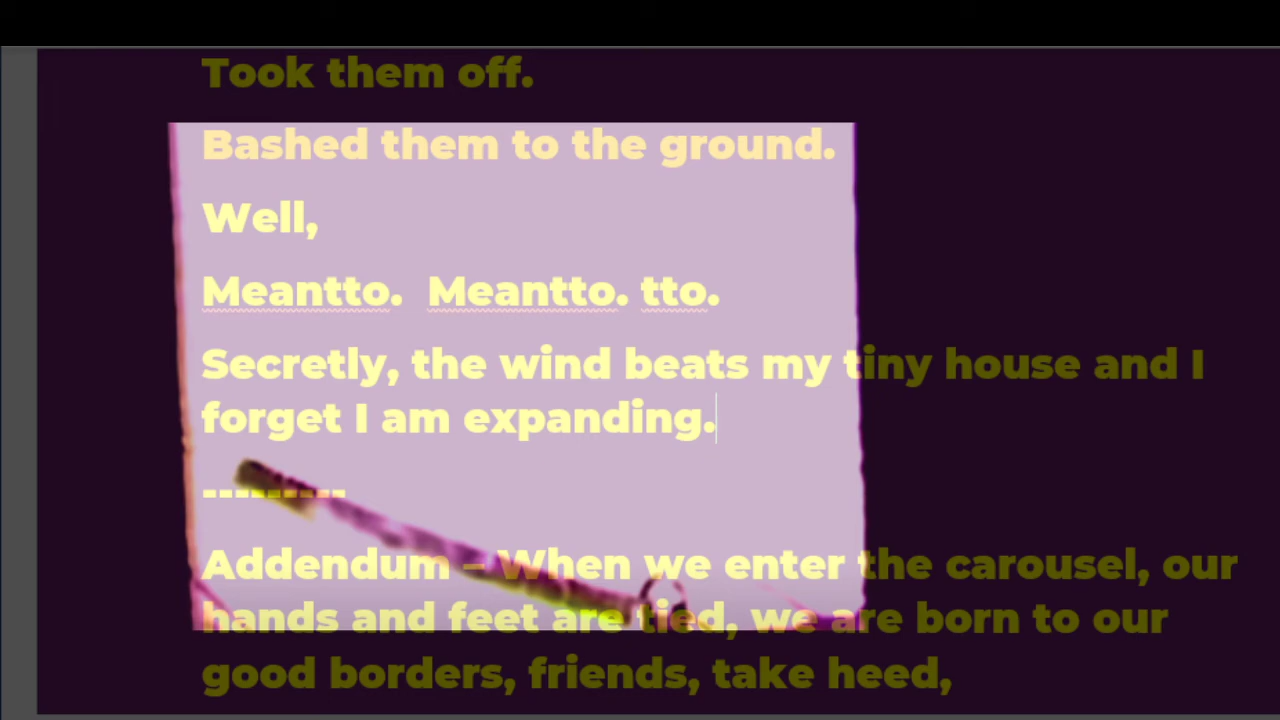 Took them off.
Bashed them to the ground.
Well,
Meantto.  Meantto. tto.
Secretly, the wind beats my tiny house and I
forget I am expanding.
---------
Addendum – When we enter the carousel, our
hands and feet are tied, we are born to our
good borders, friends, take heed,